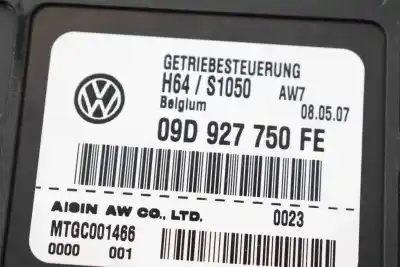 GETRIEBESTEUERUNG
H64 / S1050 AW7
Belgium 08.05.07
09D 927 750 FE
AISIN AW CO., LTD. 0023
MTGC001466
0000 001